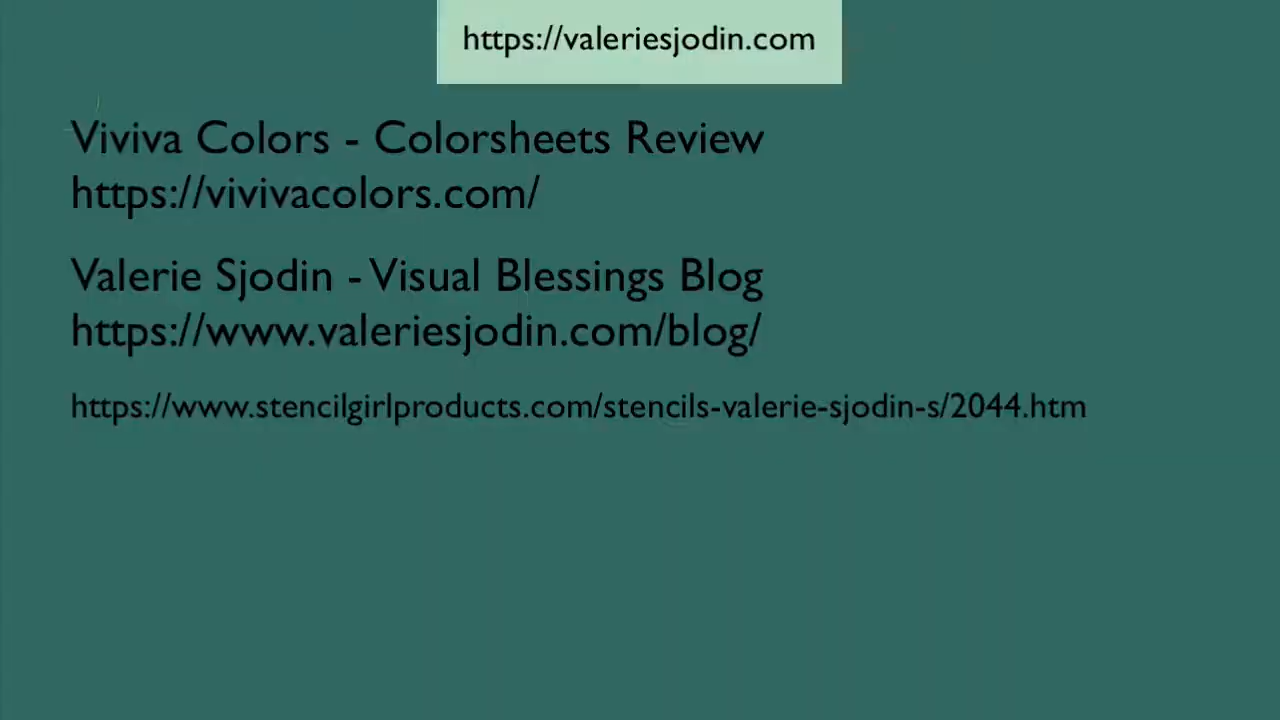 https://valeriesjodin.com
Viviva Colors - Colorsheets Review
https://vivivacolors.com/
Valerie Sjodin - Visual Blessings Blog
https://www.valeriesjodin.com/blog/
https://www.stencilgirlproducts.com/stencils-valerie-sjodin-s/2044.htm